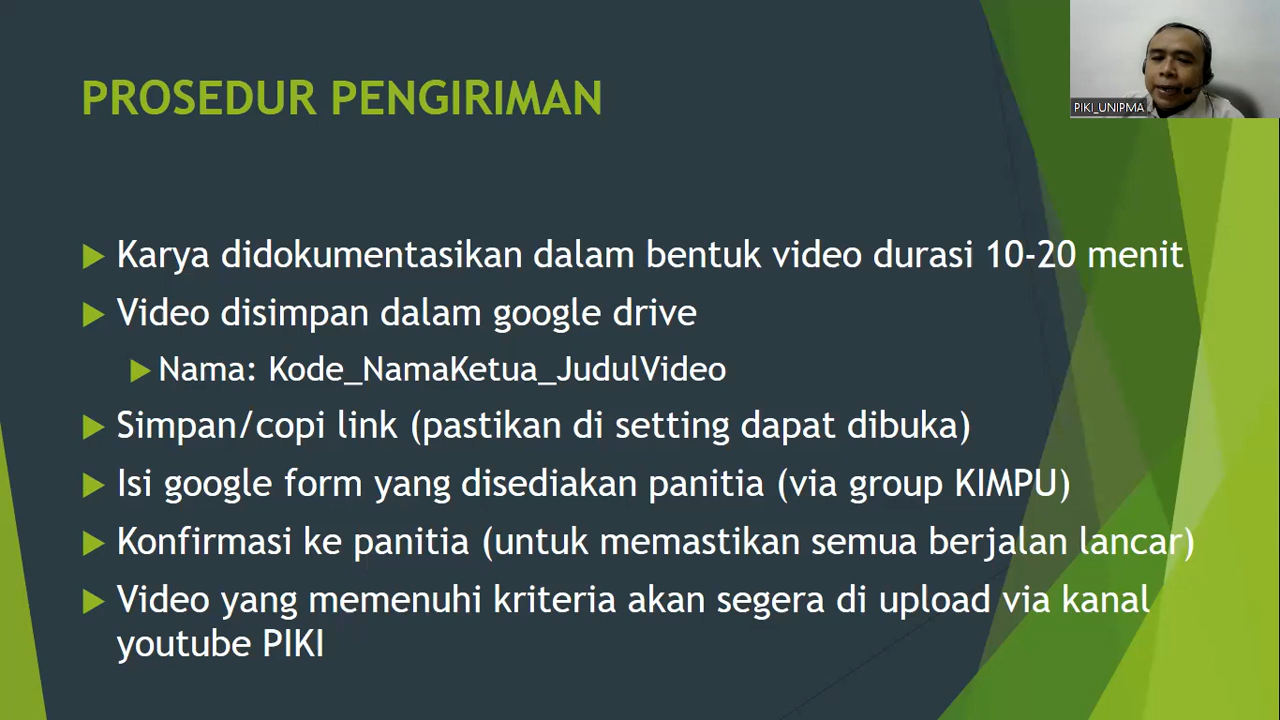 PROSEDUR PENGIRIMAN
PIKI_UNIPMA
Karya didokumentasikan dalam bentuk video durasi 10-20 menit
Video disimpan dalam google drive
Nama: Kode_NamaKetua_JudulVideo
Simpan/copi link (pastikan di setting dapat dibuka)
Isi google form yang disediakan panitia (via group KIMPU)
Konfirmasi ke panitia (untuk memastikan semua berjalan lancar)
Video yang memenuhi kriteria akan segera di upload via kanal
youtube PIKI